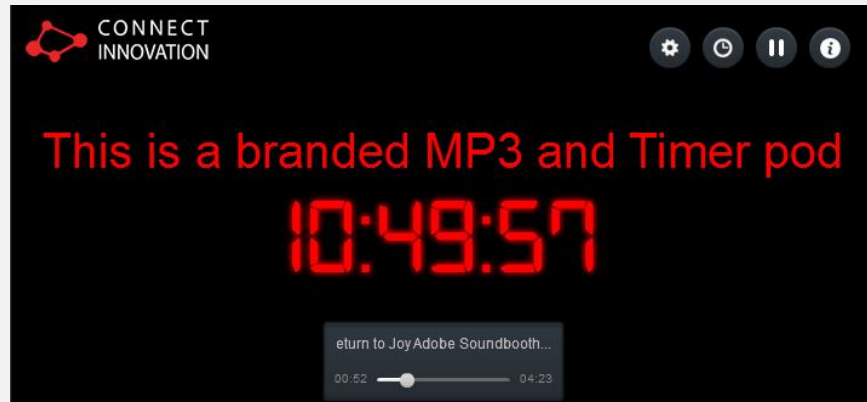 CONNECT
INNOVATION
This is a branded MP3 and Timer pod
10:49:57
eturn to Joy Adobe Soundbooth...
00:52 04:23